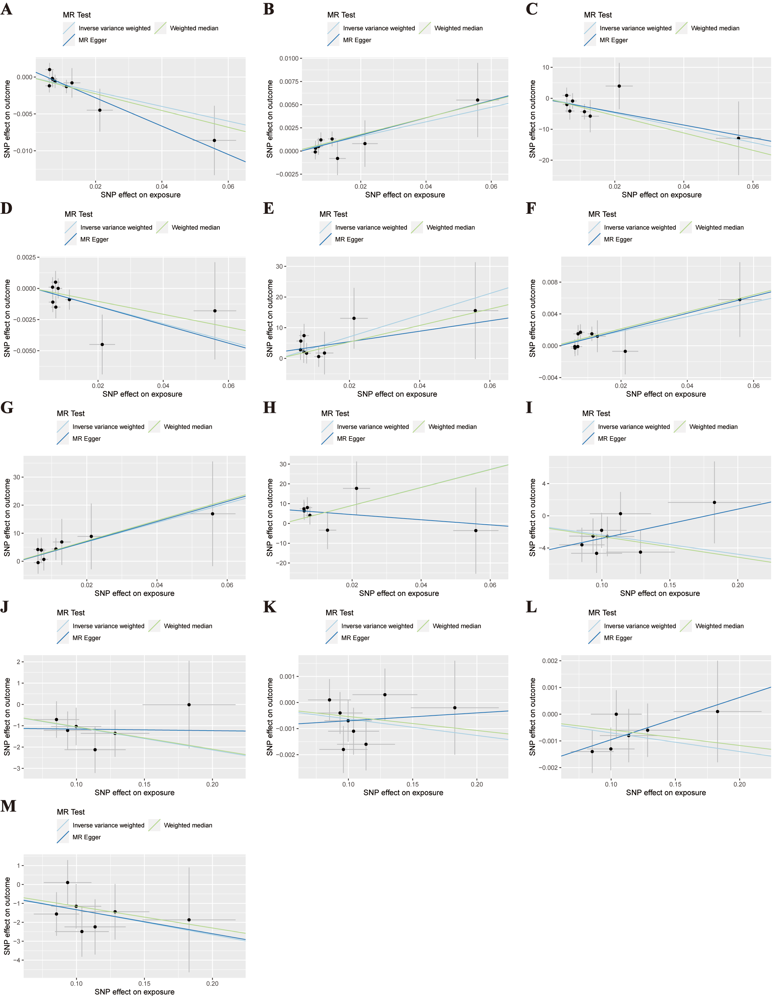 A
MR Test
Inverse variance weighted
Weighted median
MR Egger
0.000
−0.005
−0.010
SNP effect on outcome
0.02
0.04
0.06
SNP effect on exposure
B
MR Test
Inverse variance weighted
Weighted median
MR Egger
0.0100
0.0075
0.0050
0.0025
0.0000
−0.0025
SNP effect on outcome
0.02
0.04
0.06
SNP effect on exposure
C
MR Test
Inverse variance weighted
Weighted median
MR Egger
10
0
−10
−20
SNP effect on outcome
0.02
0.04
0.06
SNP effect on exposure
D
MR Test
Inverse variance weighted
Weighted median
MR Egger
0.0025
0.0000
−0.0025
−0.0050
SNP effect on outcome
0.02
0.04
0.06
SNP effect on exposure
E
MR Test
Inverse variance weighted
Weighted median
MR Egger
30
20
10
0
SNP effect on outcome
0.02
0.04
0.06
SNP effect on exposure
F
MR Test
Inverse variance weighted
Weighted median
MR Egger
0.008
0.004
0.000
−0.004
SNP effect on outcome
0.02
0.04
0.06
SNP effect on exposure
G
MR Test
Inverse variance weighted
Weighted median
MR Egger
30
20
10
0
SNP effect on outcome
0.02
0.04
0.06
SNP effect on exposure
H
MR Test
Inverse variance weighted
Weighted median
MR Egger
30
20
10
0
−10
−20
SNP effect on outcome
0.02
0.04
0.06
SNP effect on exposure
I
MR Test
Inverse variance weighted
Weighted median
MR Egger
4
0
−4
SNP effect on outcome
0.10
0.15
0.20
SNP effect on exposure
J
MR Test
Inverse variance weighted
Weighted median
MR Egger
2
1
0
−1
−2
−3
SNP effect on outcome
0.10
0.15
0.20
SNP effect on exposure
K
MR Test
Inverse variance weighted
Weighted median
MR Egger
0.001
0.000
−0.001
−0.002
SNP effect on outcome
0.10
0.15
0.20
SNP effect on exposure
L
MR Test
Inverse variance weighted
Weighted median
MR Egger
0.002
0.001
0.000
−0.001
−0.002
SNP effect on outcome
0.10
0.15
0.20
SNP effect on exposure
M
MR Test
Inverse variance weighted
Weighted median
MR Egger
1
0
−1
−2
−3
−4
SNP effect on outcome
0.10
0.15
0.20
SNP effect on exposure